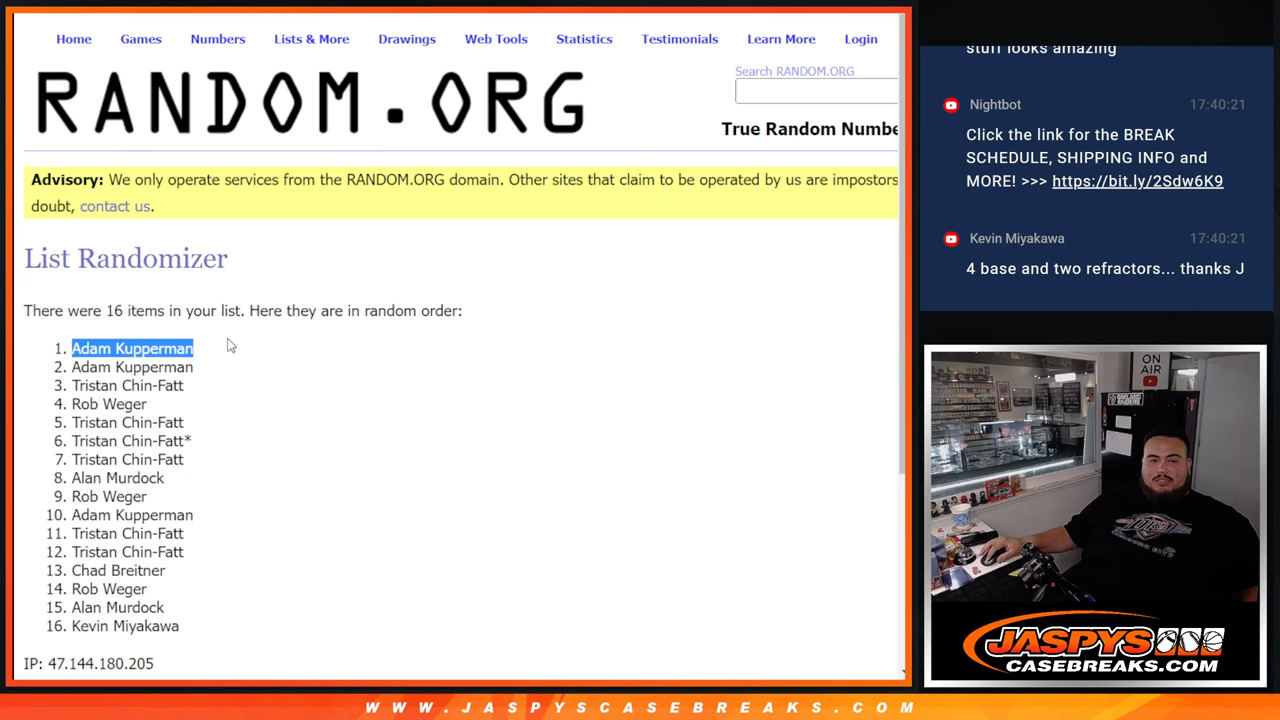 Home Games Numbers Lists & More Drawings Web Tools Statistics Testimonials Learn More Login
RANDOM.ORG
Search RANDOM.ORG
True Random Numbe
Advisory: We only operate services from the RANDOM.ORG domain. Other sites that claim to be operated by us are impostors
doubt, contact us.
List Randomizer
There were 16 items in your list. Here they are in random order:
1. Adam Kupperman
2. Adam Kupperman
3. Tristan Chin-Fatt
4. Rob Weger
5. Tristan Chin-Fatt
6. Tristan Chin-Fatt*
7. Tristan Chin-Fatt
8. Alan Murdock
9. Rob Weger
10. Adam Kupperman
11. Tristan Chin-Fatt
12. Tristan Chin-Fatt
13. Chad Breitner
14. Rob Weger
15. Alan Murdock
16. Kevin Miyakawa
IP: 47.144.180.205
stuff looks amazing
Nightbot 17:40:21
Click the link for the BREAK
SCHEDULE, SHIPPING INFO and
MORE! >>> https://bit.ly/2Sdw6K9
Kevin Miyakawa 17:40:21
4 base and two refractors... thanks J
ON
AIR
JASPYS
CASEBREAKS.COM
WWW.JASPYSCASEBREAKS.COM